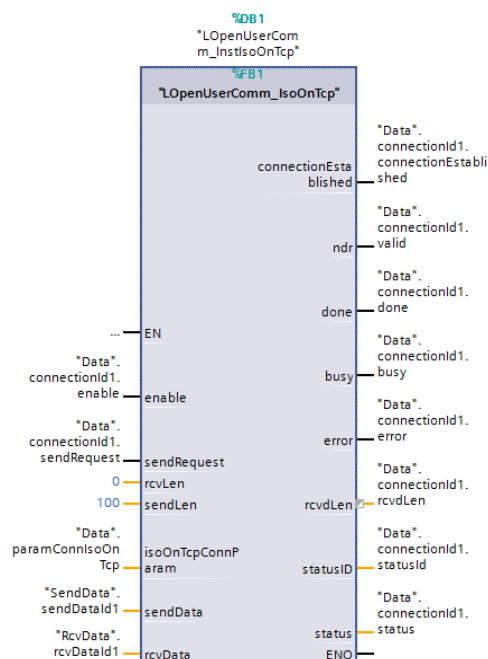 %DB1
"LOpenUserCom
m_InstIsoOnTcp"
%FB1
"LOpenUserComm_IsoOnTcp"
connectionEsta
blished
"Data".
connectionId1.
connectionEstabli
shed
ndr
"Data".
connectionId1.
valid
done
"Data".
connectionId1.
done
... EN
busy
"Data".
connectionId1.
busy
"Data".
connectionId1.
enable
enable
error
"Data".
connectionId1.
error
"Data".
connectionId1.
sendRequest
sendRequest
0
rcvLen
100
sendLen
rcvdLen
"Data".
connectionId1.
rcvdLen
"Data".
paramConnIsoOn
Tcp
isoOnTcpConnP
aram
statusID
"Data".
connectionId1.
statusId
"SendData".
sendDataId1
sendData
status
"Data".
connectionId1.
status
"RcvData".
rcvDataId1
rcvData
ENO